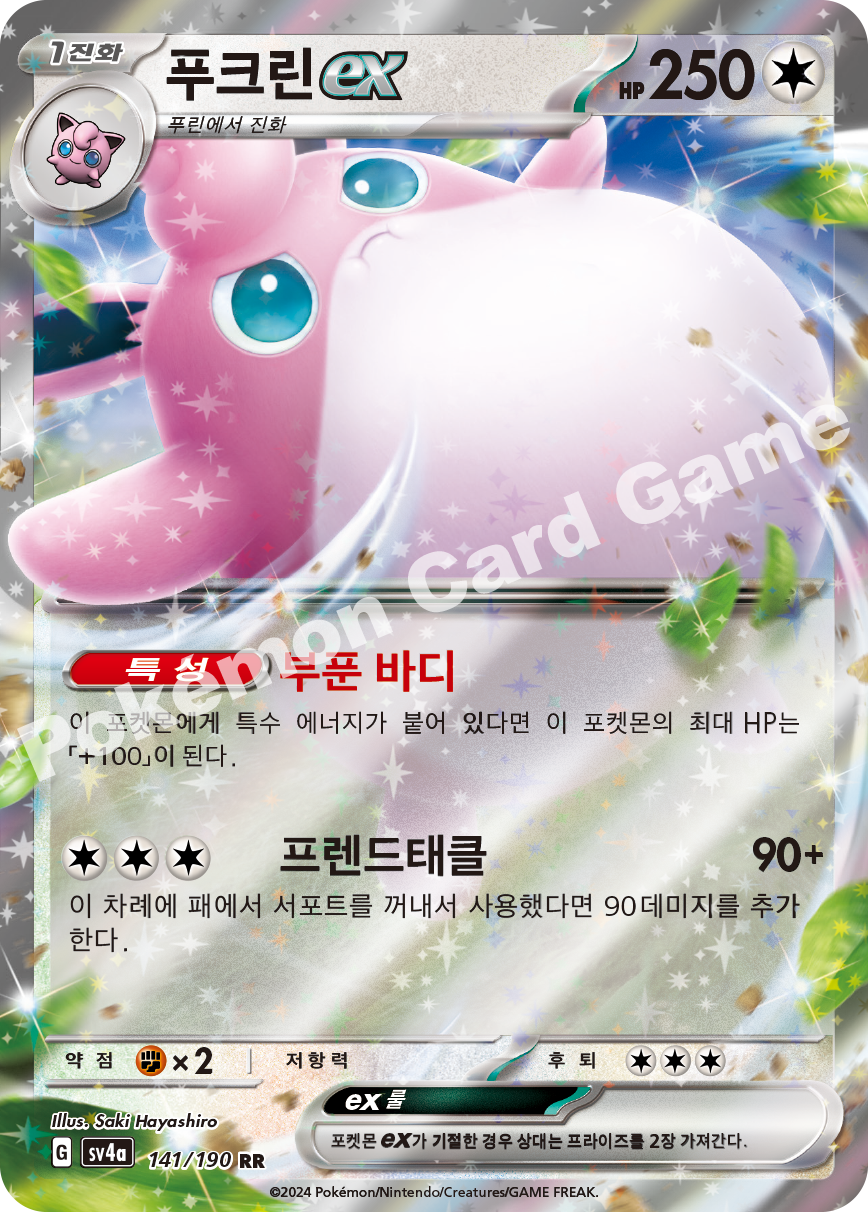 1진화
푸크린ex
HP 250
푸린에서 진화
Pokémon Card Game
특성 부푼 바디
이 포켓몬에게 특수 에너지가 붙어 있다면 이 포켓몬의 최대 HP는
「+100」이 된다.
프렌드태클 90+
이 차례에 패에서 서포트를 꺼내서 사용했다면 90데미지를 추가
한다.
약점 ×2 저항력 후퇴
ex룰
포켓몬 ex가 기절한 경우 상대는 프라이즈를 2장 가져간다.
Illus. Saki Hayashiro
G sv4a 141/190 RR
©2024 Pokémon/Nintendo/Creatures/GAME FREAK.